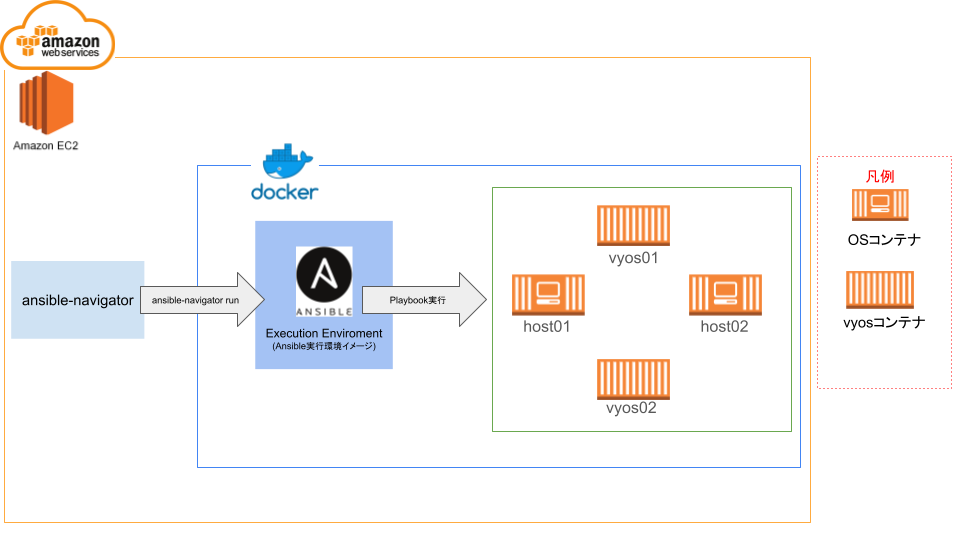 amazon
web services
Amazon EC2
docker
ansible-navigator
ansible-navigator run
ANSIBLE
Execution Enviroment
(Ansible実行環境イメージ)
Playbook実行
vyos01
host01
host02
vyos02
凡例
OSコンテナ
vyosコンテナ